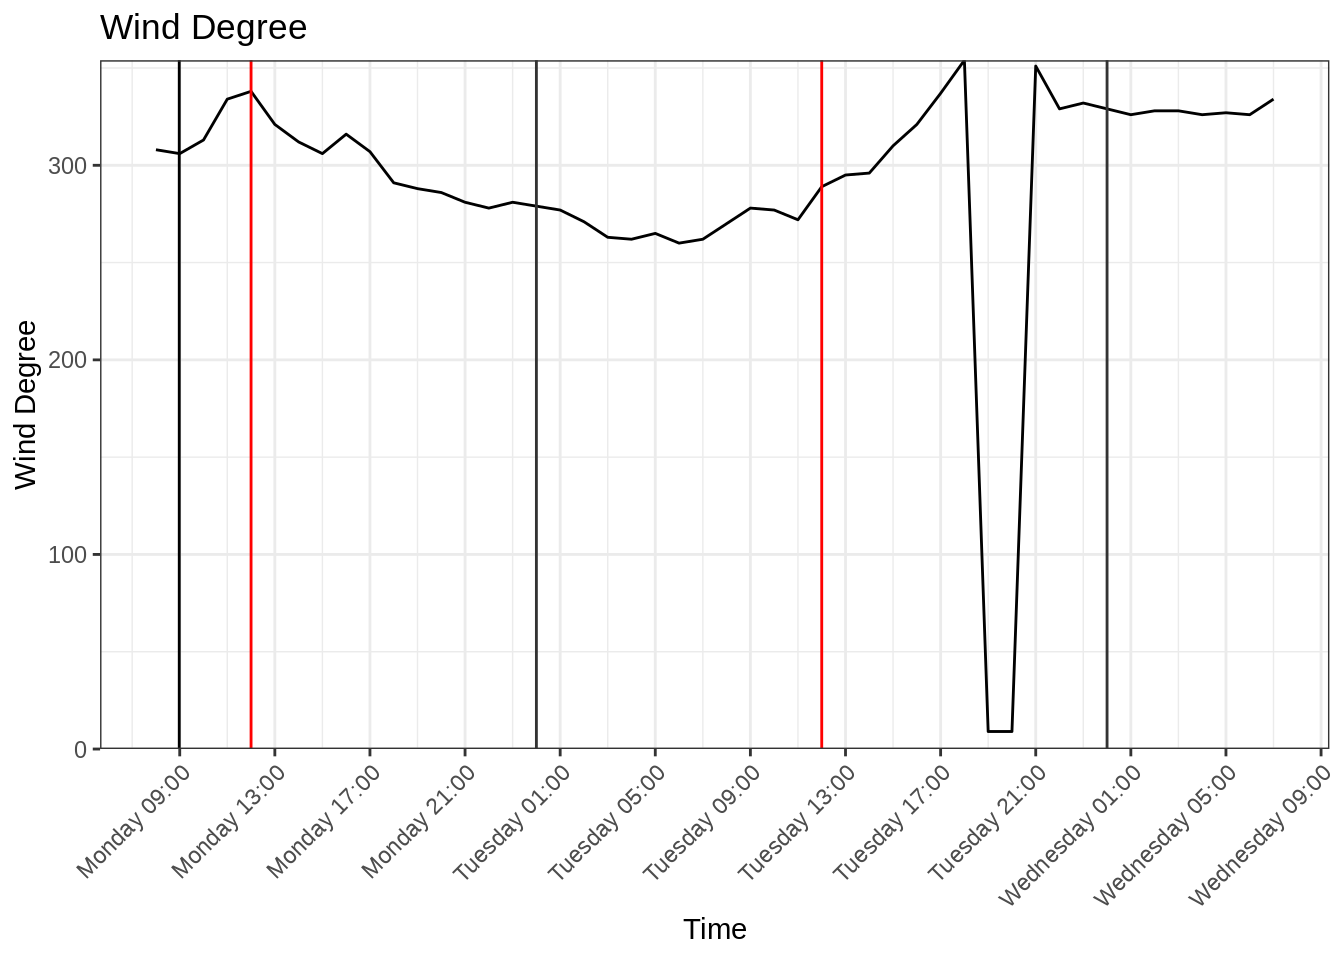 Wind Degree
Wind Degree
300
200
100
0
Monday 09:00
Monday 13:00
Monday 17:00
Monday 21:00
Tuesday 01:00
Tuesday 05:00
Tuesday 09:00
Tuesday 13:00
Tuesday 17:00
Tuesday 21:00
Wednesday 01:00
Wednesday 05:00
Wednesday 09:00
Time